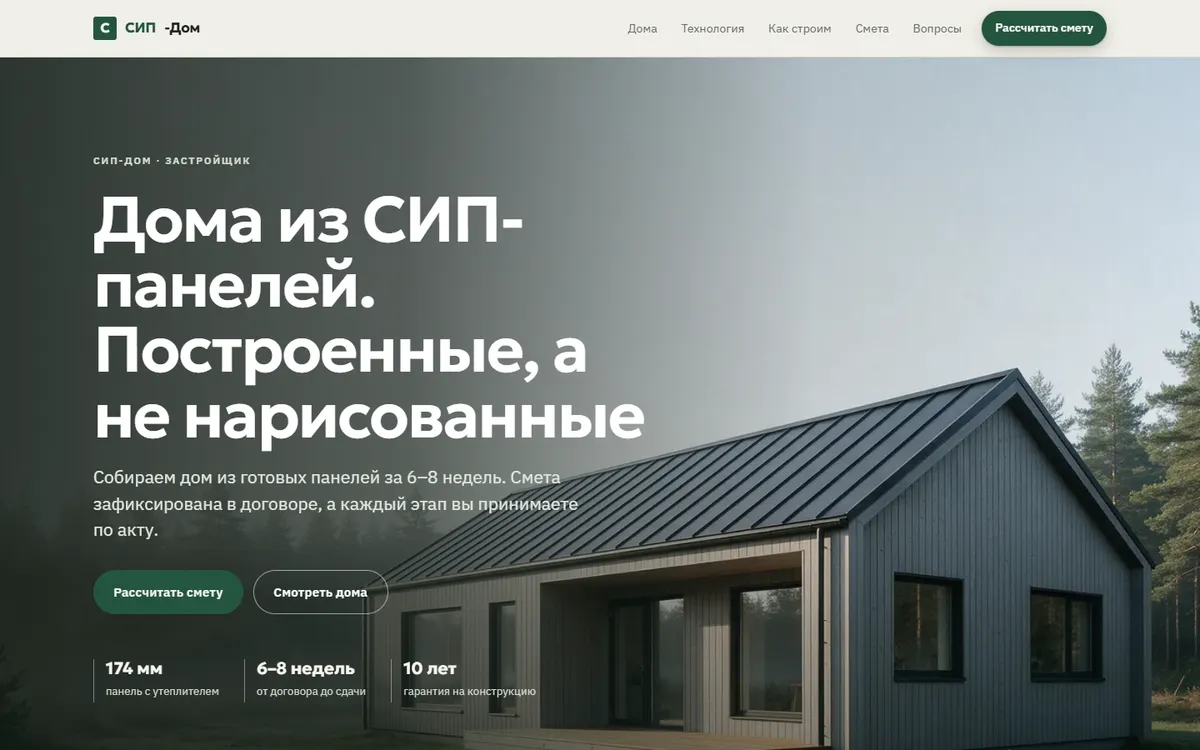 С СИП -Дом
Дома Технология Как строим Смета Вопросы Рассчитать смету
СИП-ДОМ · ЗАСТРОЙЩИК
Дома из СИП-
панелей.
Построенные, а
не нарисованные
Собираем дом из готовых панелей за 6–8 недель. Смета
зафиксирована в договоре, а каждый этап вы принимаете
по акту.
Рассчитать смету Смотреть дома
174 мм 6–8 недель 10 лет
панель с утеплителем от договора до сдачи гарантия на конструкцию